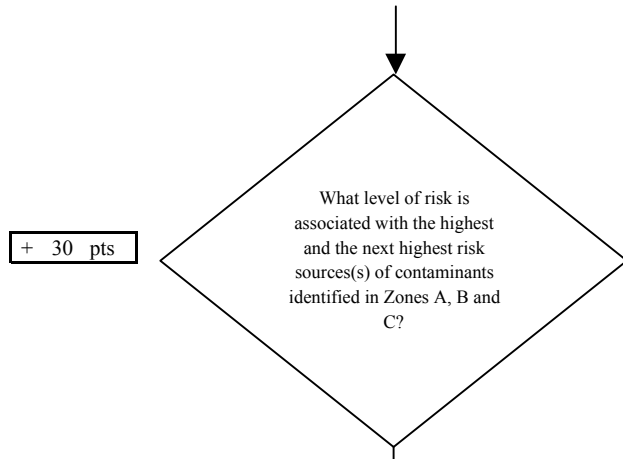 What level of risk is
associated with the highest
and the next highest risk
sources(s) of contaminants
identified in Zones A, B and
C?
+ 30 pts